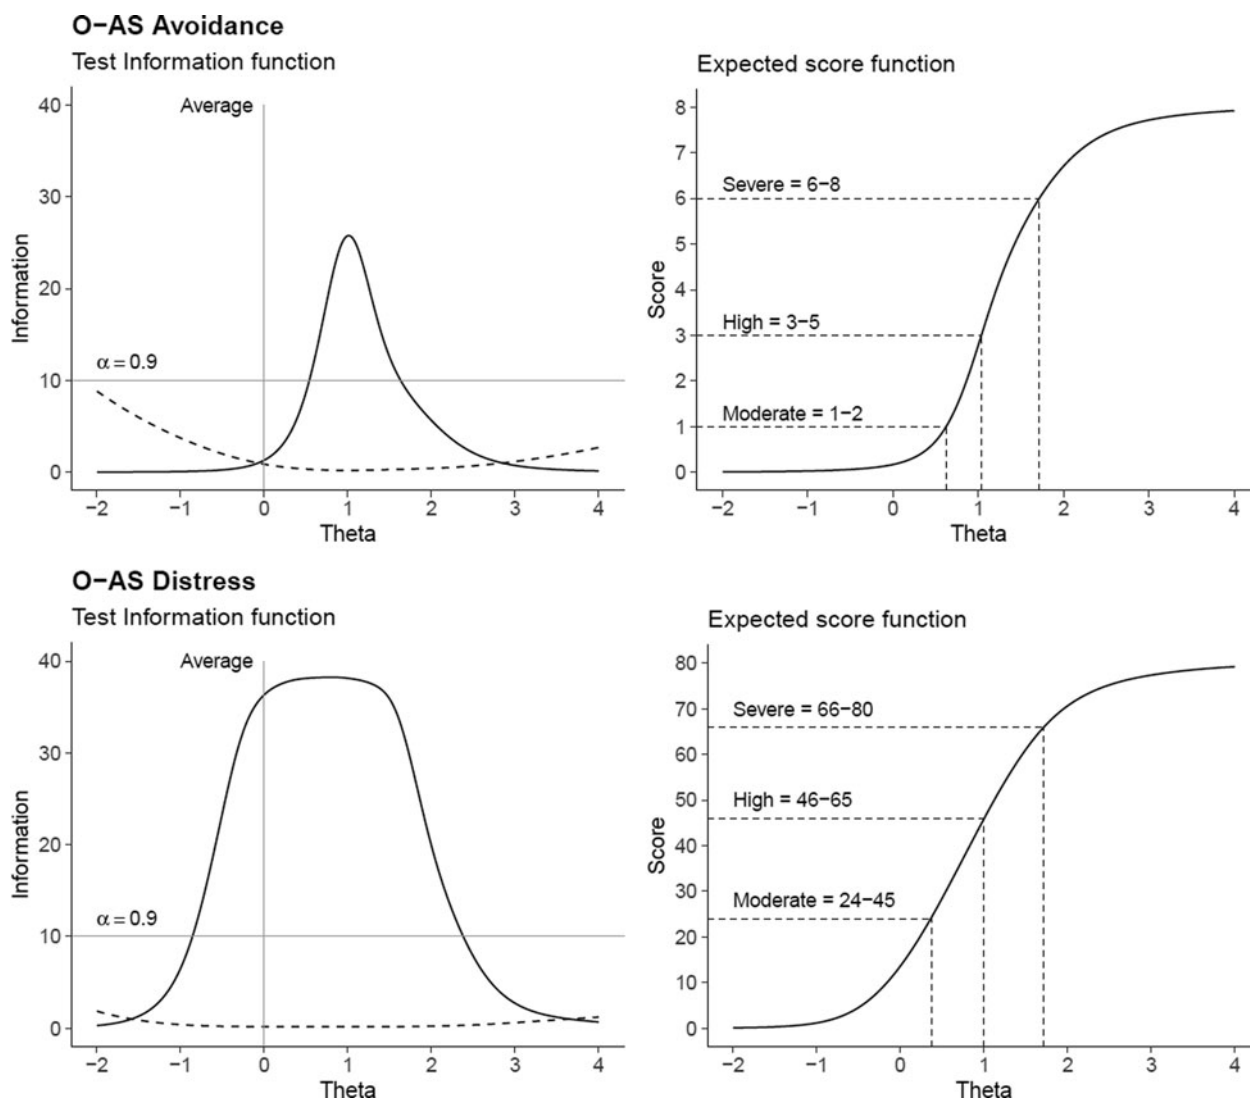 O−AS Avoidance
Test Information function
Expected score function
40
30
20
10
0
Information
Average
α = 0.9
−2 −1 0 1 2 3 4
Theta
8
7
6
5
4
3
2
1
0
Score
Severe = 6−8
High = 3−5
Moderate = 1−2
−2 −1 0 1 2 3 4
Theta
O−AS Distress
Test Information function
Expected score function
40
30
20
10
0
Information
Average
α = 0.9
−2 −1 0 1 2 3 4
Theta
80
70
60
50
40
30
20
10
0
Score
Severe = 66−80
High = 46−65
Moderate = 24−45
−2 −1 0 1 2 3 4
Theta